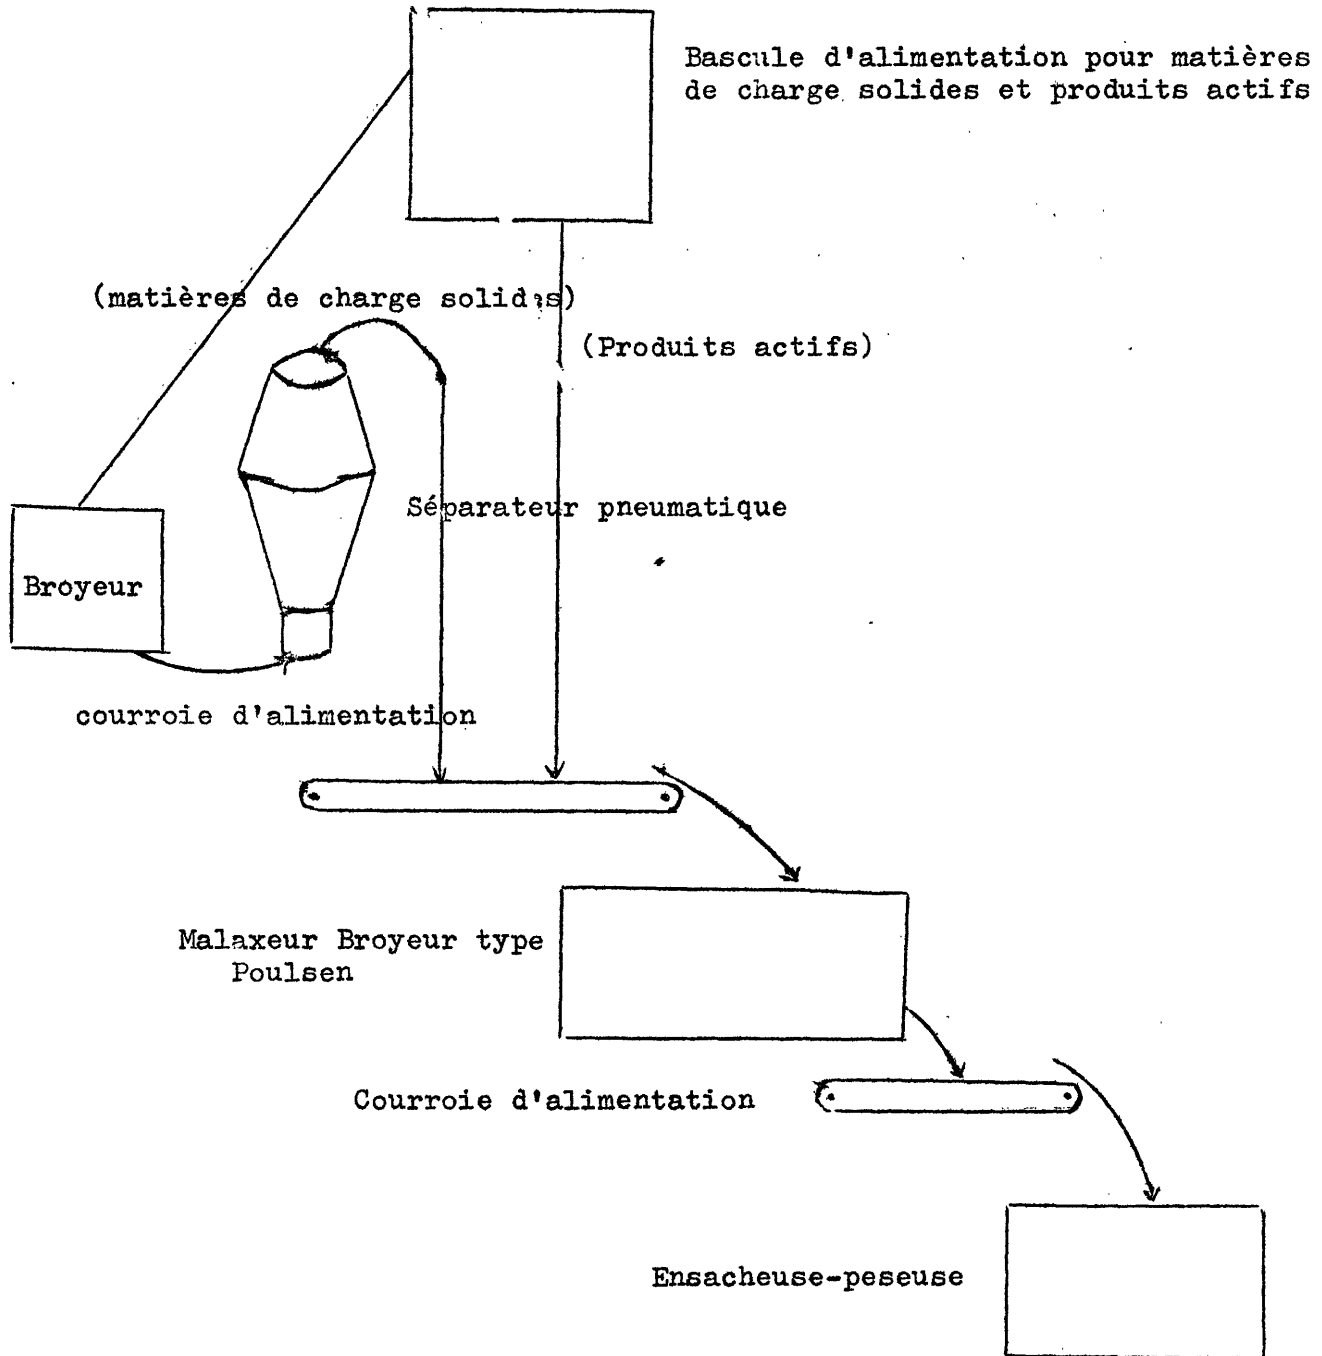 Bascule d'alimentation pour matières
de charge solides et produits actifs
(matières de charge solides)
(Produits actifs)
Séparateur pneumatique
Broyeur
courroie d'alimentation
Malaxeur Broyeur type
Poulsen
Courroie d'alimentation
Ensacheuse-peseuse